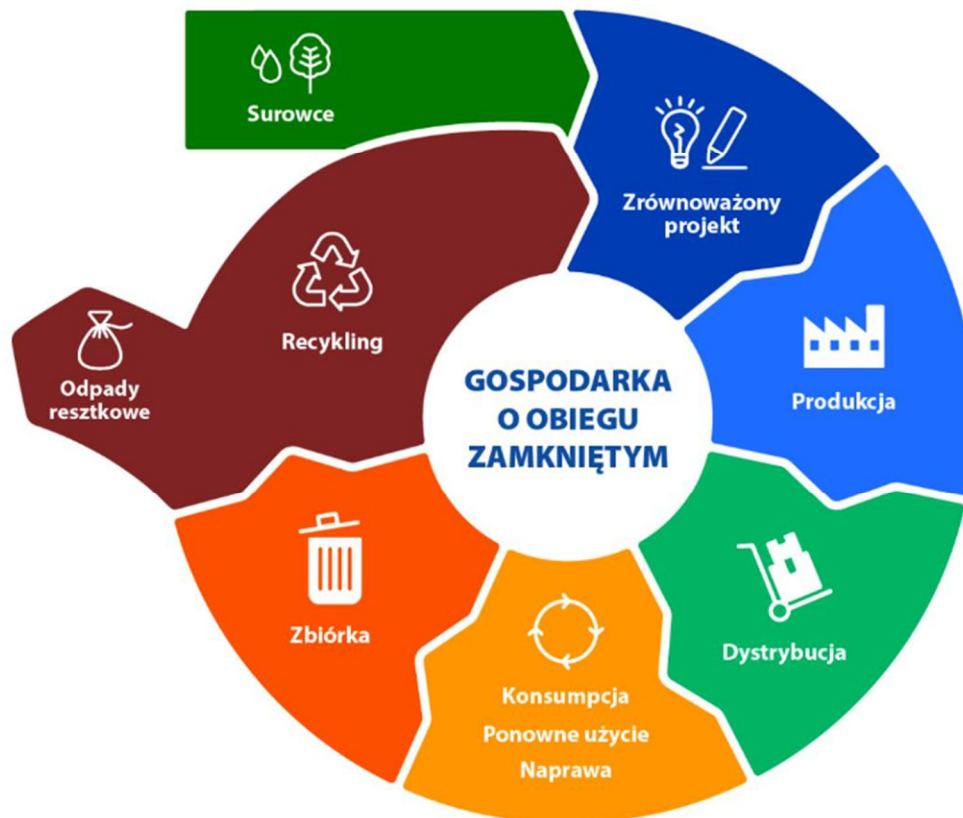 Surowce
Zrównoważony
projekt
Produkcja
Dystrybucja
Konsumpcja
Ponowne użycie
Naprawa
Zbiórka
Recykling
Odpady
resztkowe
GOSPODARKA
O OBIEGU
ZAMKNIĘTYM